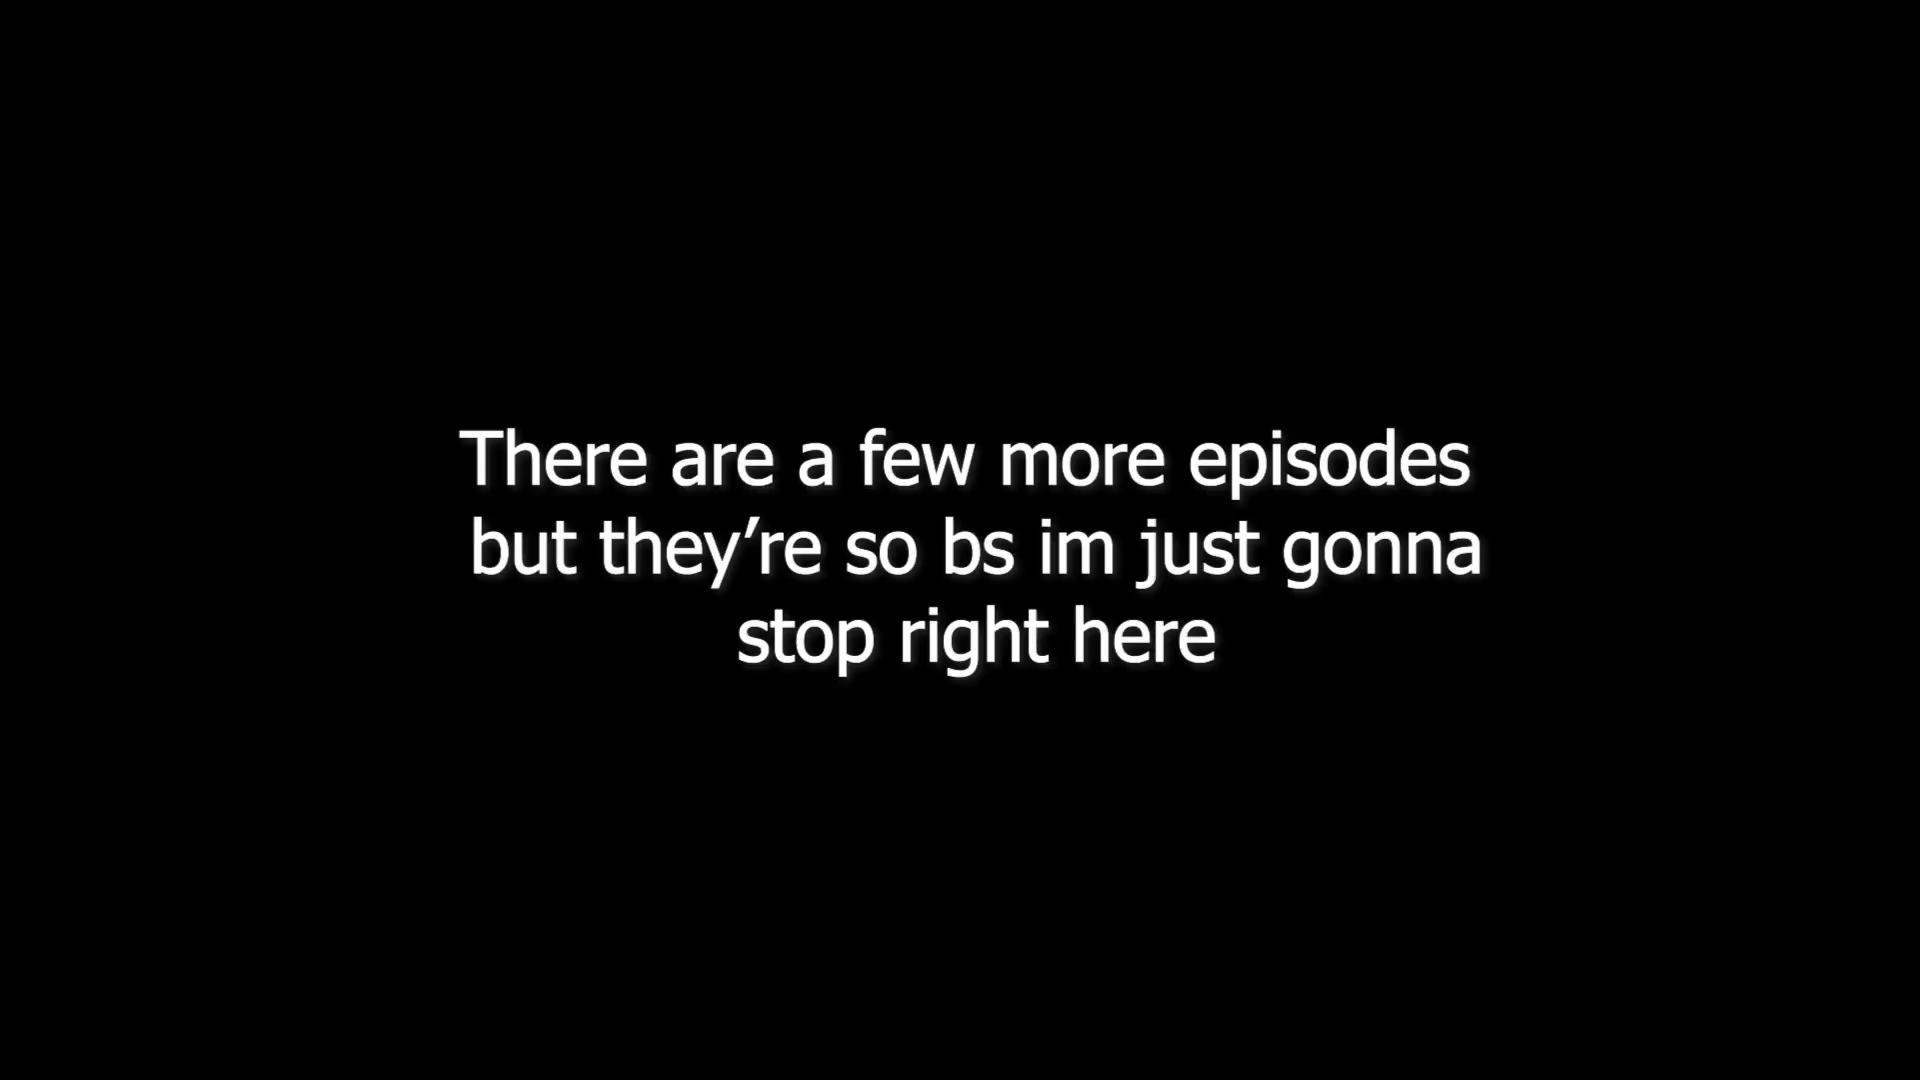 There are a few more episodes
but they’re so bs im just gonna
stop right here